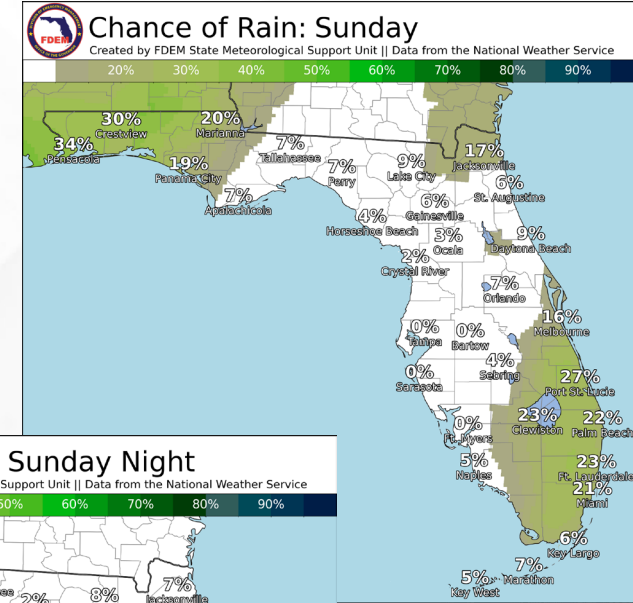 FDEM
Chance of Rain: Sunday
Created by FDEM State Meteorological Support Unit || Data from the National Weather Service
20% 30% 40% 50% 60% 70% 80% 90%
34%
Pensacola
30%
Crestview
20%
Marianna
19%
Panama City
7%
Apalachicola
7%
Tallahassee
7%
Perry
9%
Lake City
17%
Jacksonville
6%
St. Augustine
6%
Gainesville
4%
Horseshoe Beach
3%
Ocala
9%
Daytona Beach
2%
Crystal River
7%
Orlando
16%
Melbourne
0%
Tampa
0%
Bartow
4%
Sebring
0%
Sarasota
27%
Port St. Lucie
23%
Clewiston
22%
Palm Beach
0%
Ft. Myers
5%
Naples
23%
Ft. Lauderdale
21%
Miami
6%
Key Largo
7%
Marathon
5%
Key West
Sunday Night
Support Unit || Data from the National Weather Service
50% 60% 70% 80% 90%
ee
2%
8%
7%
Jacksonville